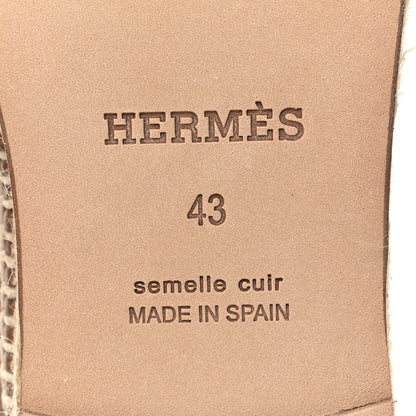 HERMÈS
43
semelle cuir
MADE IN SPAIN